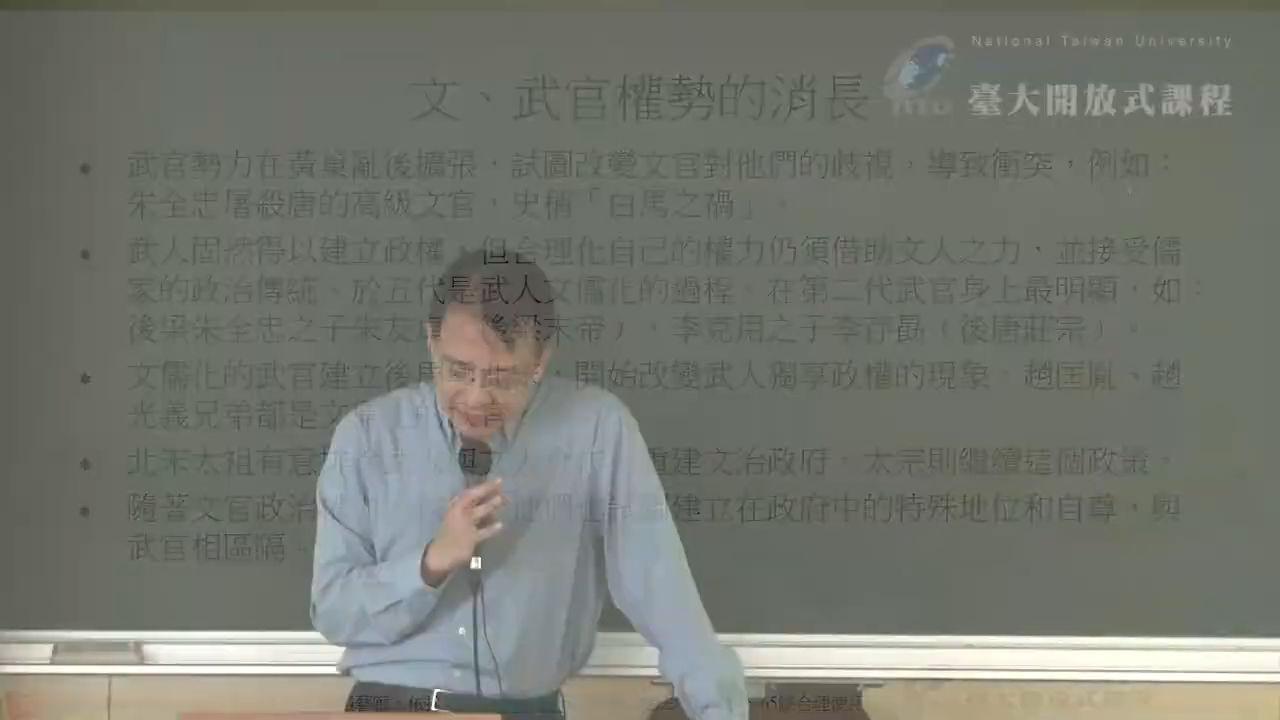 National Taiwan University
臺大開放式課程
文、武官權勢的消長
武官勢力在黃巢亂後擴張，試圖改變文官對他們的歧視，導致衝突，例如：
朱全忠屠殺唐的高級文官，史稱「白馬之禍」。
武人固然得以建立政權，但合理化自己的權力仍須借助文人之力，並接受儒
家的政治傳統。於五代是武人文儒化的過程。在第二代武官身上最明顯，如：
後梁朱全忠之子朱友 後梁末帝），李克用之子李存勗（後唐莊宗）。
文儒化的武官建立後 ，開始改變武人獨享政權的現象。趙匡胤、趙
光義兄弟都是文
北宋太祖有意 重建文治政府。太宗則繼續這個政策。
隨著文官政治 他們也 建立在政府中的特殊地位和自尊，與
武官相區隔。